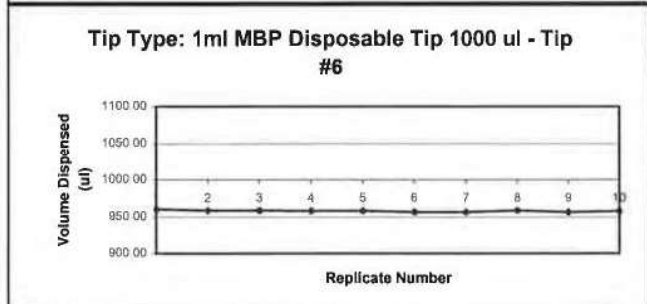 Tip Type: 1ml MBP Disposable Tip 1000 ul - Tip
#6
Volume Dispensed
(ul)
1100 00
1050 00
1000 00
950 00
900 00
2 3 4 5 6 7 8 9 10
Replicate Number